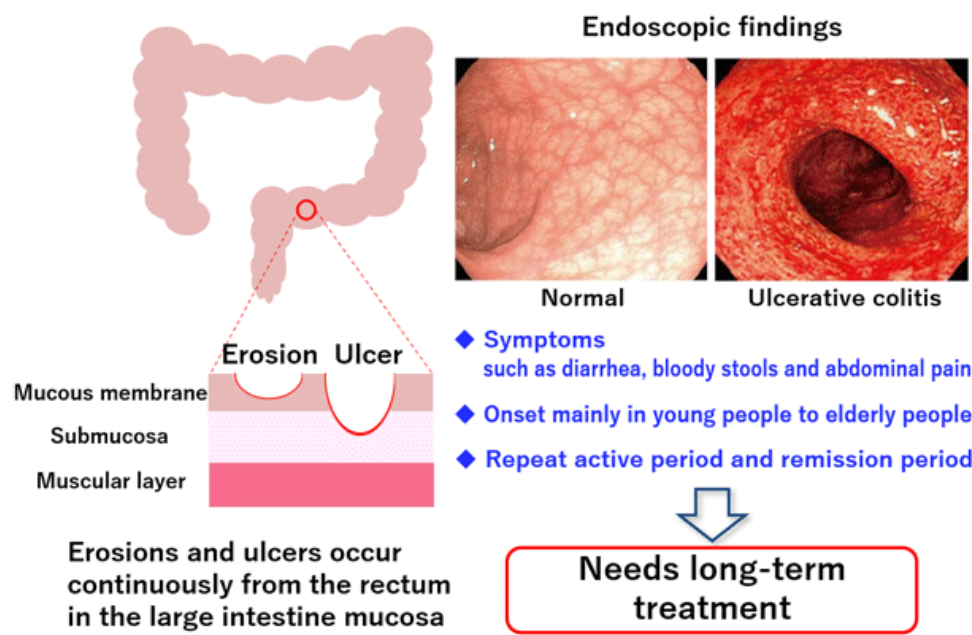 Endoscopic findings
Normal
Ulcerative colitis
Erosion
Ulcer
Mucous membrane
Submucosa
Muscular layer
Erosions and ulcers occur
continuously from the rectum
in the large intestine mucosa
◆ Symptoms
such as diarrhea, bloody stools and abdominal pain
◆ Onset mainly in young people to elderly people
◆ Repeat active period and remission period
Needs long-term
treatment